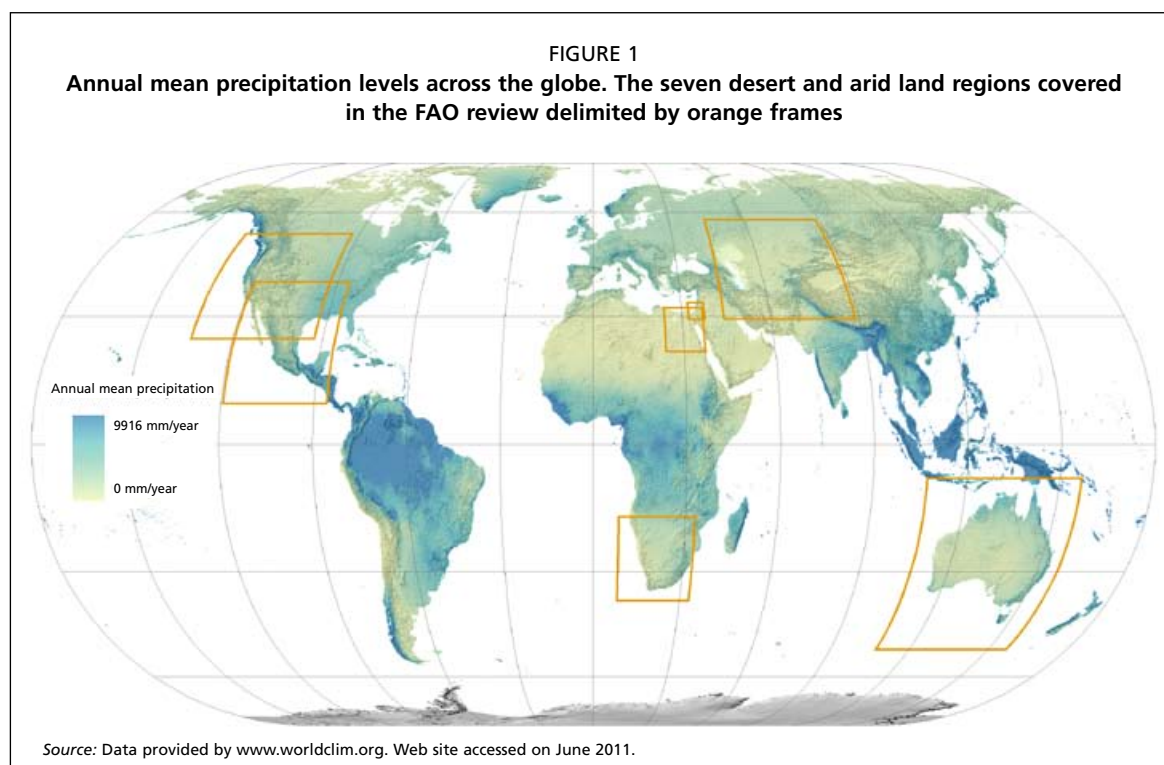 FIGURE 1
Annual mean precipitation levels across the globe. The seven desert and arid land regions covered
in the FAO review delimited by orange frames
Annual mean precipitation
9916 mm/year
0 mm/year
Source: Data provided by www.worldclim.org. Web site accessed on June 2011.